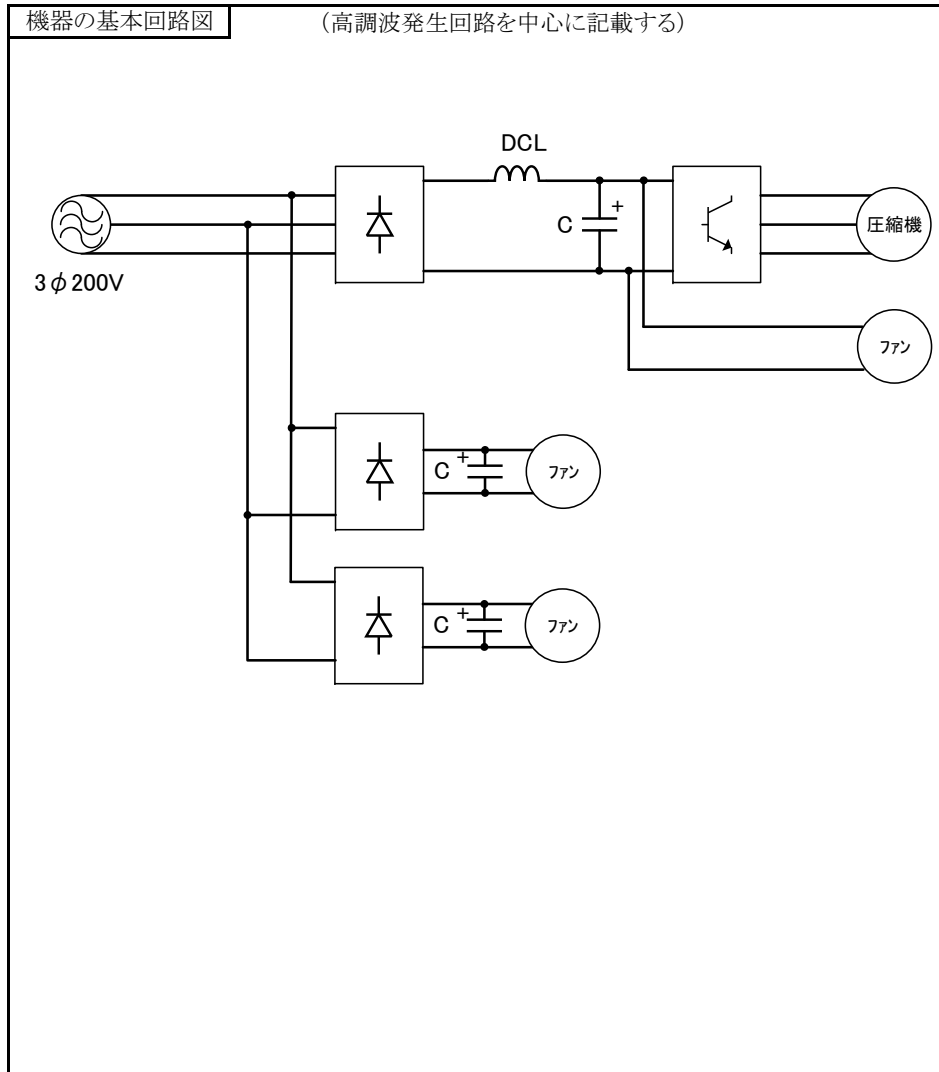 機器の基本回路図
(高調波発生回路を中心に記載する)
DCL
C
+
圧縮機
3φ200V
ファン
C
+
ファン
C
+
ファン